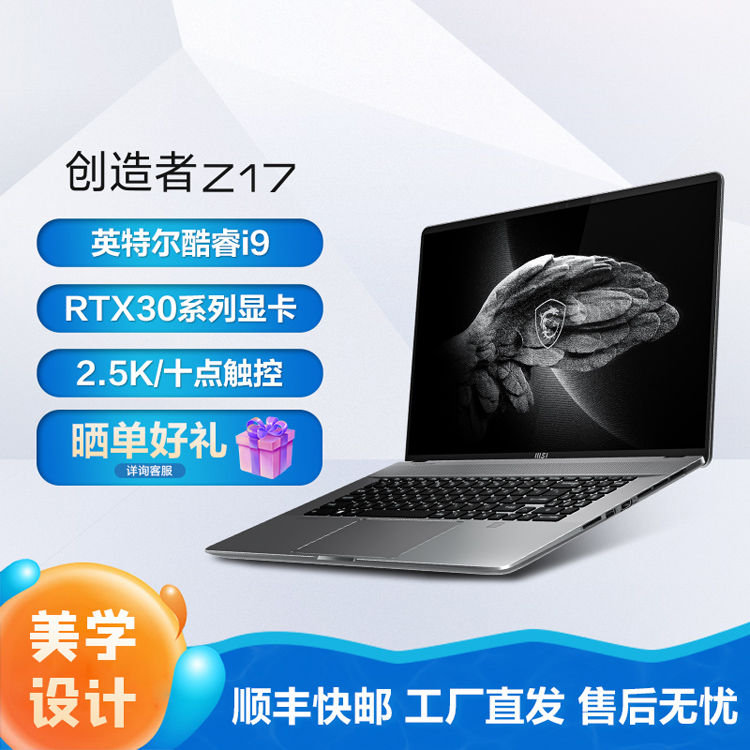 创造者Z17
英特尔酷睿i9
RTX30系列显卡
2.5K/十点触控
晒单好礼
详询客服
msi
美学
设计
顺丰快邮 工厂直发 售后无忧